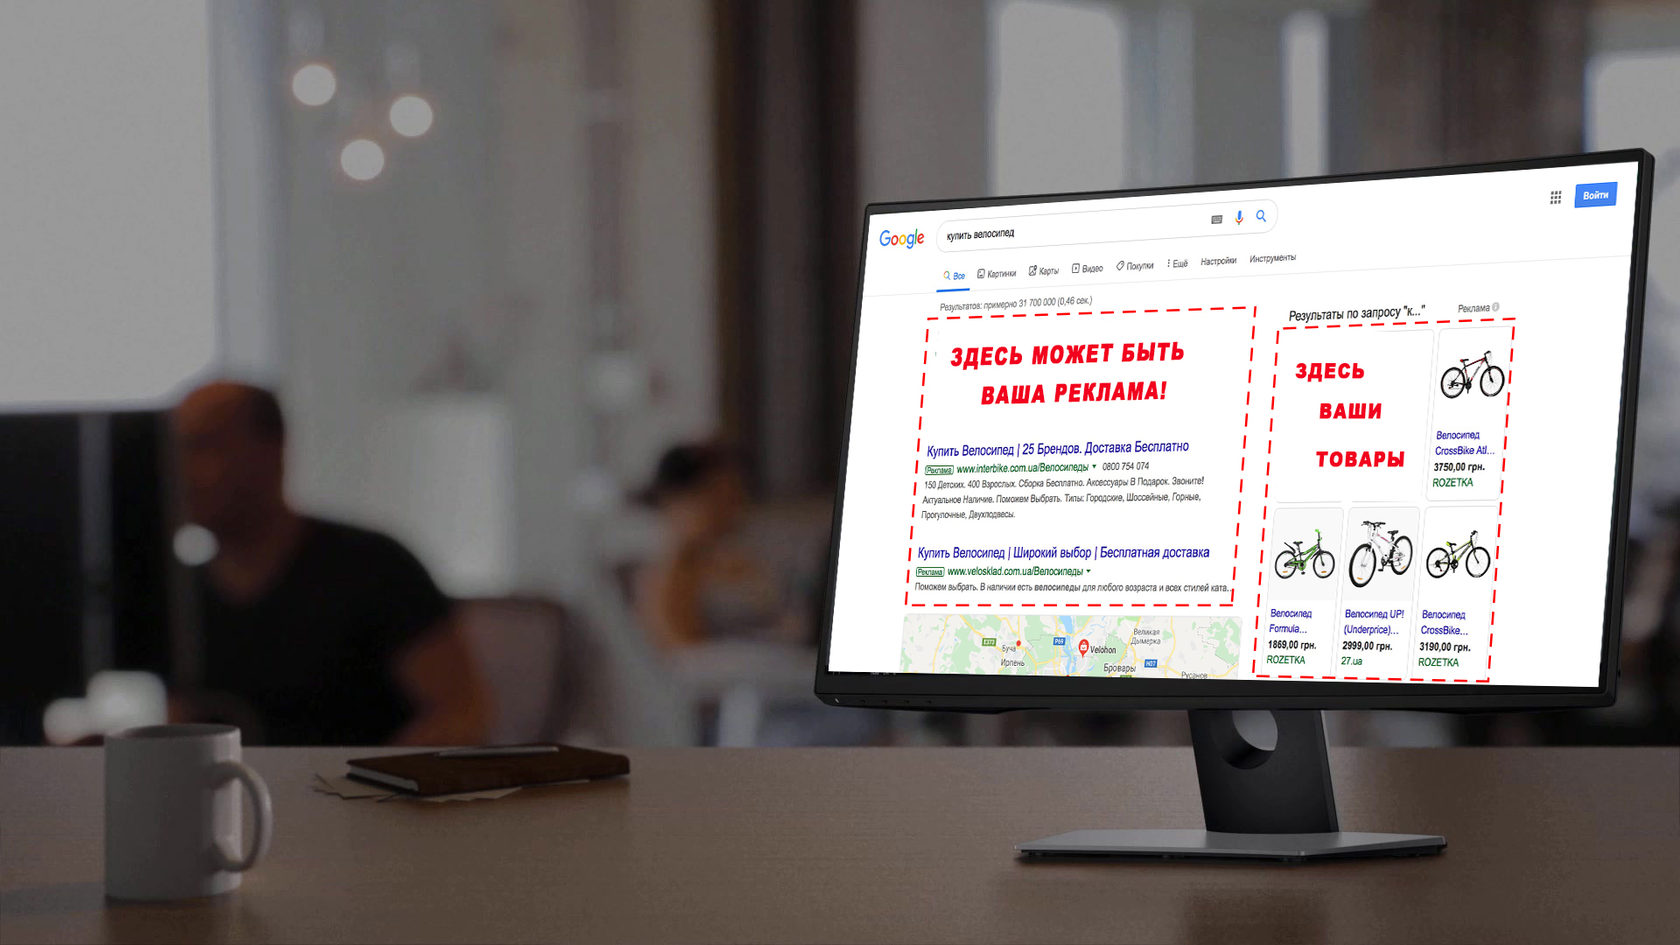 Google
купить велосипед
Войти
Все Картинки Карты Видео Покупки Ещё Настройки Инструменты
Результатов: примерно 31 700 000 (0,46 сек.)
ЗДЕСЬ МОЖЕТ БЫТЬ
ВАША РЕКЛАМА!
Купить Велосипед | 25 Брендов. Доставка Бесплатно
Реклама www.interbike.com.ua/Велосипеды 0800 754 074
150 Детских. 400 Взрослых. Сборка Бесплатно. Аксессуары В Подарок. Звоните!
Актуальное Наличие. Поможем Выбрать. Типы: Городские, Шоссейные, Горные,
Прогулочные, Двухподвесы.
Купить Велосипед | Широкий выбор | Бесплатная доставка
Реклама www.velosklad.com.ua/Велосипеды
Поможем выбрать. В наличии есть велосипеды для любого возраста и всех стилей ката...
Буча
Ирпень
E373
P69
Velohon
Великая
Дымерка
Бровары
H07
Русанов
E40
Результаты по запросу "к..."
Реклама
ЗДЕСЬ
ВАШИ
ТОВАРЫ
Велосипед
CrossBike Atl...
3750,00 грн.
ROZETKA
Велосипед
Formula...
1869,00 грн.
ROZETKA
Велосипед UP!
(Underprice)...
2999,00 грн.
27.ua
Велосипед
CrossBike...
3190,00 грн.
ROZETKA